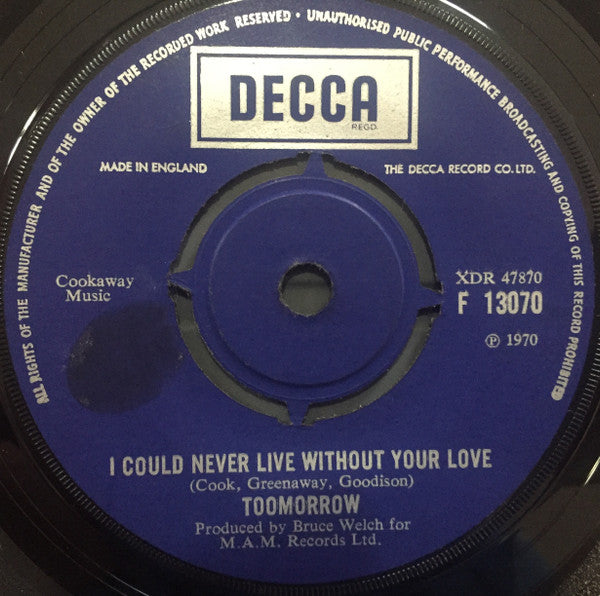 ALL RIGHTS OF THE MANUFACTURER AND OF THE OWNER OF THE RECORDED WORK RESERVED • UNAUTHORISED PUBLIC PERFORMANCE BROADCASTING AND COPYING OF THIS RECORD PROHIBITED
DECCA
REGD.
MADE IN ENGLAND
THE DECCA RECORD CO. LTD.
Cookaway
Music
XDR 47870
F 13070
℗ 1970
I COULD NEVER LIVE WITHOUT YOUR LOVE
(Cook, Greenaway, Goodison)
TOOMORROW
Produced by Bruce Welch for
M.A.M. Records Ltd.